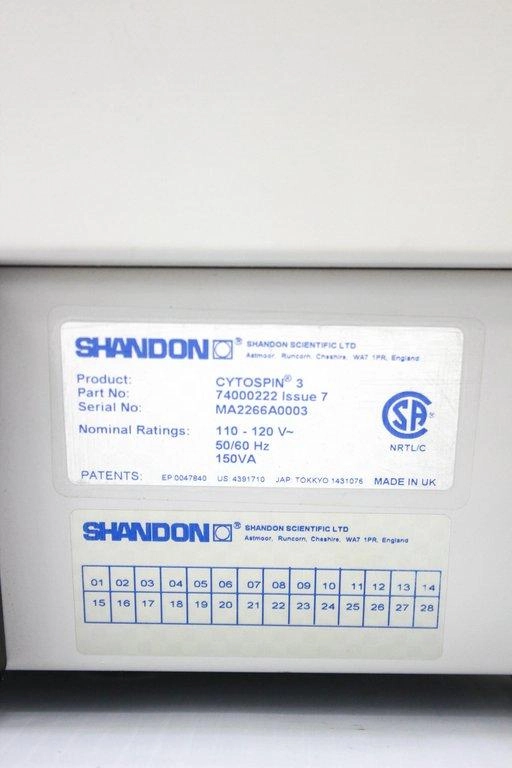 SHANDON ® SHANDON SCIENTIFIC LTD
Astmoor, Runcorn, Cheshire, WA7 1PR, England
Product: CYTOSPIN® 3
Part No: 74000222 Issue 7
Serial No: MA2266A0003
Nominal Ratings: 110 - 120 V~
50/60 Hz
150VA
CSA ®
NRTL/C
PATENTS: EP 0047840 US 4391710 JAP TOKKYO 1431076 MADE IN UK
SHANDON ® SHANDON SCIENTIFIC LTD
Astmoor, Runcorn, Cheshire, WA7 1PR, England
01 02 03 04 05 06 07 08 09 10 11 12 13 14
15 16 17 18 19 20 21 22 23 24 25 26 27 28